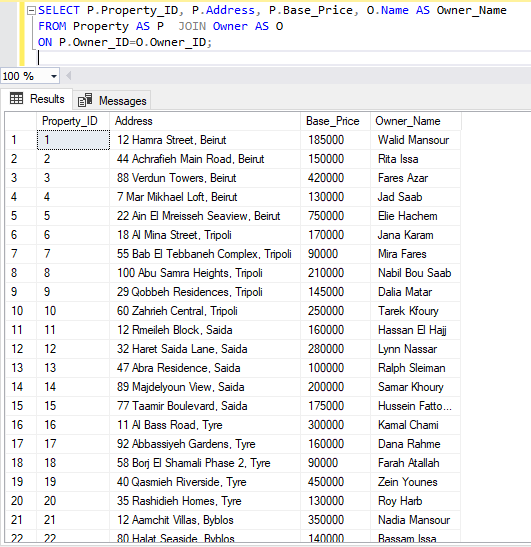 SELECT P.Property_ID, P.Address, P.Base_Price, O.Name AS Owner_Name
FROM Property AS P  JOIN Owner AS O
ON P.Owner_ID=O.Owner_ID;
100 %
Results Messages
Property_ID Address Base_Price Owner_Name
1 1 12 Hamra Street, Beirut 185000 Walid Mansour
2 2 44 Achrafieh Main Road, Beirut 150000 Rita Issa
3 3 88 Verdun Towers, Beirut 420000 Fares Azar
4 4 7 Mar Mikhael Loft, Beirut 130000 Jad Saab
5 5 22 Ain El Mreisseh Seaview, Beirut 750000 Elie Hachem
6 6 18 Al Mina Street, Tripoli 170000 Jana Karam
7 7 55 Bab El Tebbaneh Complex, Tripoli 90000 Mira Fares
8 8 100 Abu Samra Heights, Tripoli 210000 Nabil Bou Saab
9 9 29 Qobbeh Residences, Tripoli 145000 Dalia Matar
10 10 60 Zahrieh Central, Tripoli 250000 Tarek Kfoury
11 11 12 Rmeileh Block, Saida 160000 Hassan El Hajj
12 12 32 Haret Saida Lane, Saida 280000 Lynn Nassar
13 13 47 Abra Residence, Saida 100000 Ralph Sleiman
14 14 89 Majdelyoun View, Saida 200000 Samar Khoury
15 15 77 Taamir Boulevard, Saida 175000 Hussein Fatto...
16 16 11 Al Bass Road, Tyre 300000 Kamal Chami
17 17 92 Abbassiyeh Gardens, Tyre 160000 Dana Rahme
18 18 58 Borj El Shamali Phase 2, Tyre 90000 Farah Atallah
19 19 40 Qasmieh Riverside, Tyre 450000 Zein Younes
20 20 35 Rashidieh Homes, Tyre 130000 Roy Harb
21 21 12 Aamchit Villas, Byblos 350000 Nadia Mansour
22 22 80 Halat Seaside, Byblos 140000 Bassam Issa